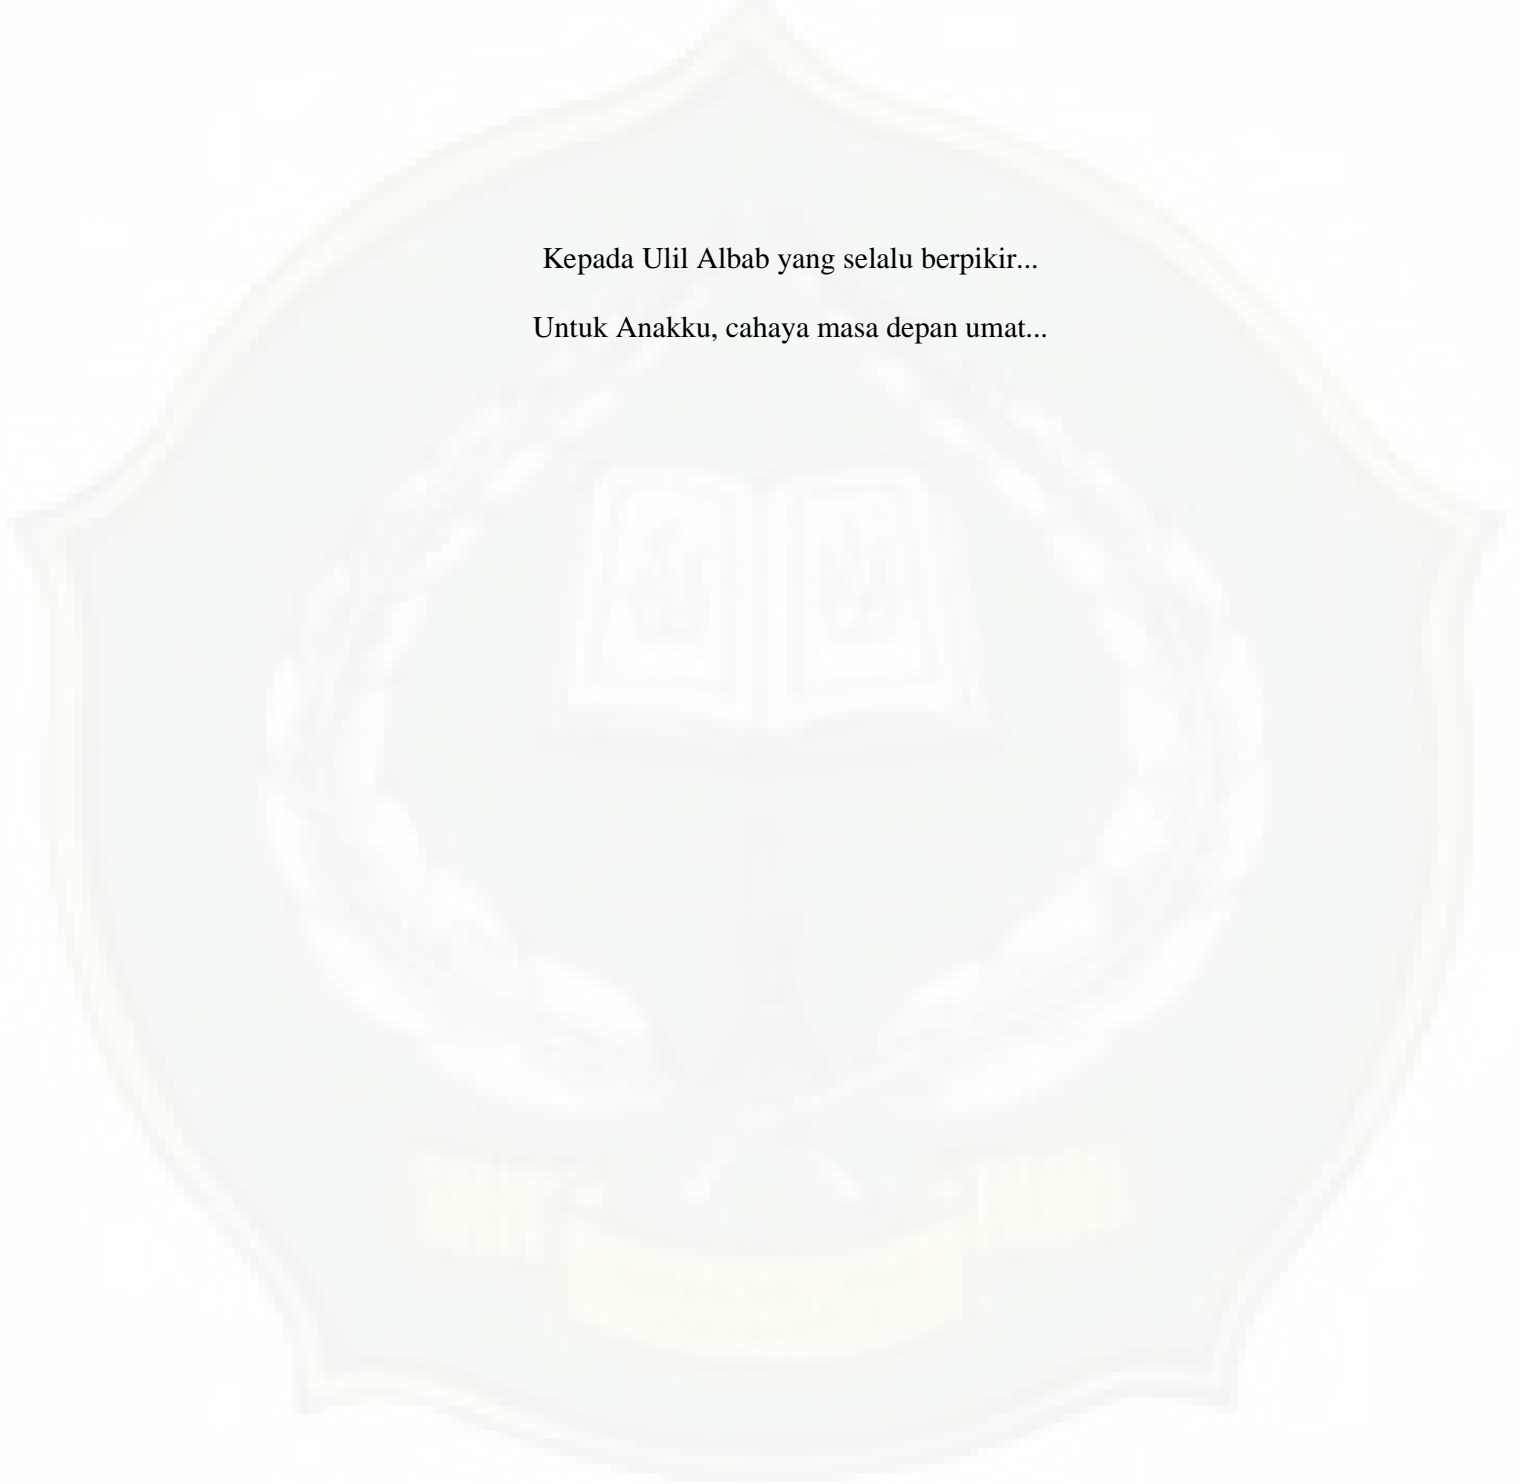 Kepada Ulil Albab yang selalu berpikir...
Untuk Anakku, cahaya masa depan umat...